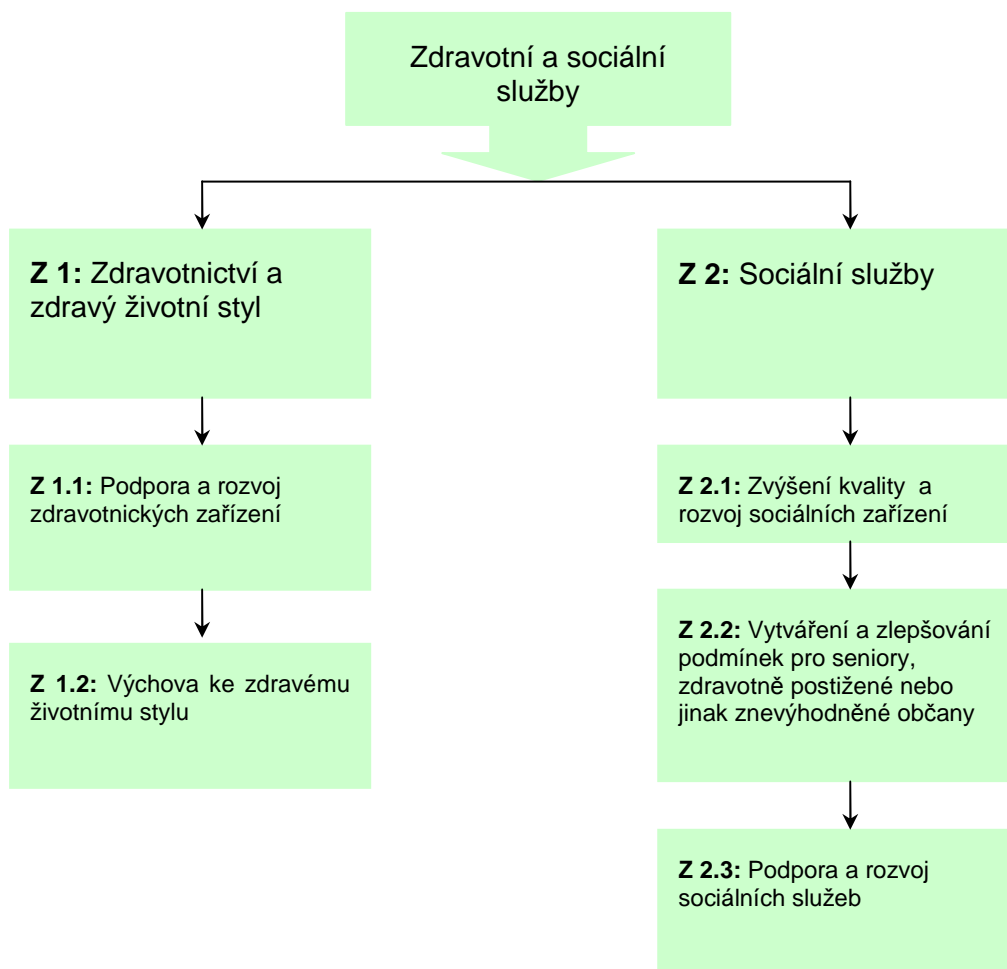 Zdravotní a sociální
služby
Z 1: Zdravotnictví a
zdravý životní styl
Z 1.1: Podpora a rozvoj
zdravotnických zařízení
Z 1.2: Výchova ke zdravému
životnímu stylu
Z 2: Sociální služby
Z 2.1: Zvýšení kvality a
rozvoj sociálních zařízení
Z 2.2: Vytváření a zlepšování
podmínek pro seniory,
zdravotně postižené nebo
jinak znevýhodněné občany
Z 2.3: Podpora a rozvoj
sociálních služeb